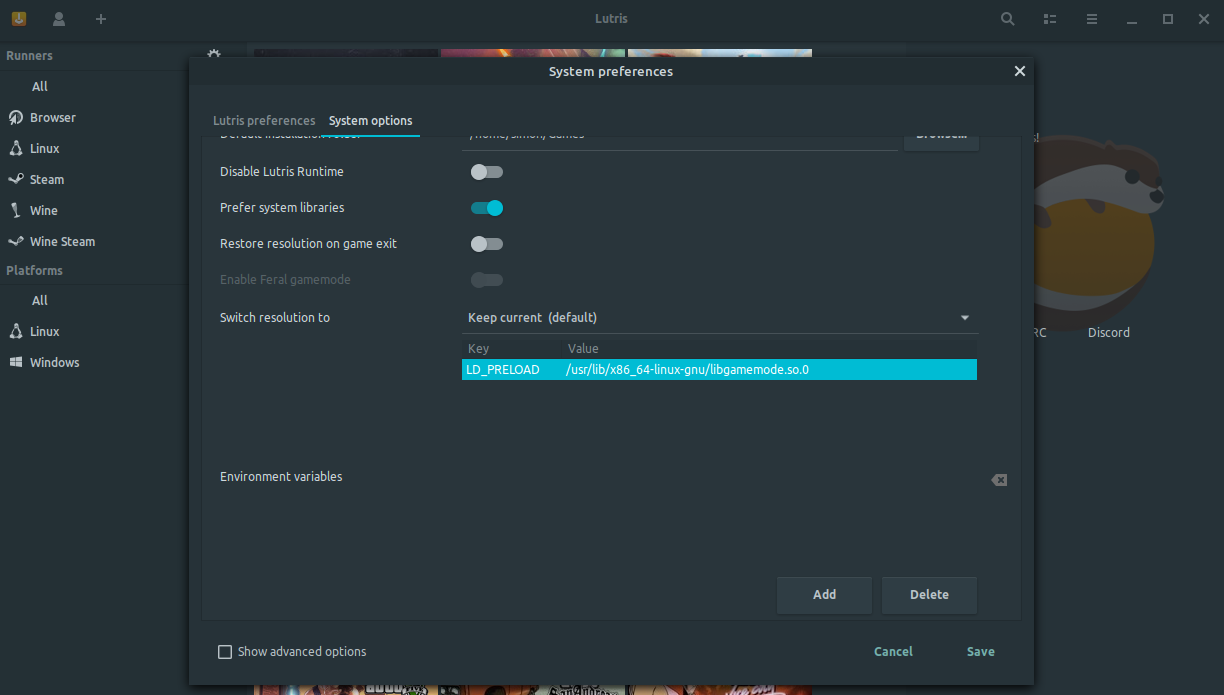 Lutris
Runners
All
Browser
Linux
Steam
Wine
Wine Steam
Platforms
All
Linux
Windows
System preferences
Lutris preferences
System options
Default installation folder
/home/simon/Games
Browse...
Disable Lutris Runtime
Prefer system libraries
Restore resolution on game exit
Enable Feral gamemode
Switch resolution to
Keep current (default)
Key Value
LD_PRELOAD /usr/lib/x86_64-linux-gnu/libgamemode.so.0
Environment variables
Add
Delete
Show advanced options
Cancel
Save
s!
RC
Discord